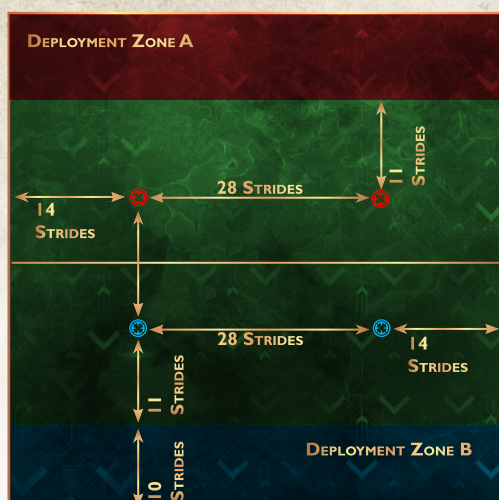 DEPLOYMENT ZONE A
11
STRIDES
28 STRIDES
14
STRIDES
28 STRIDES
14
STRIDES
11
STRIDES
DEPLOYMENT ZONE B
10
STRIDES